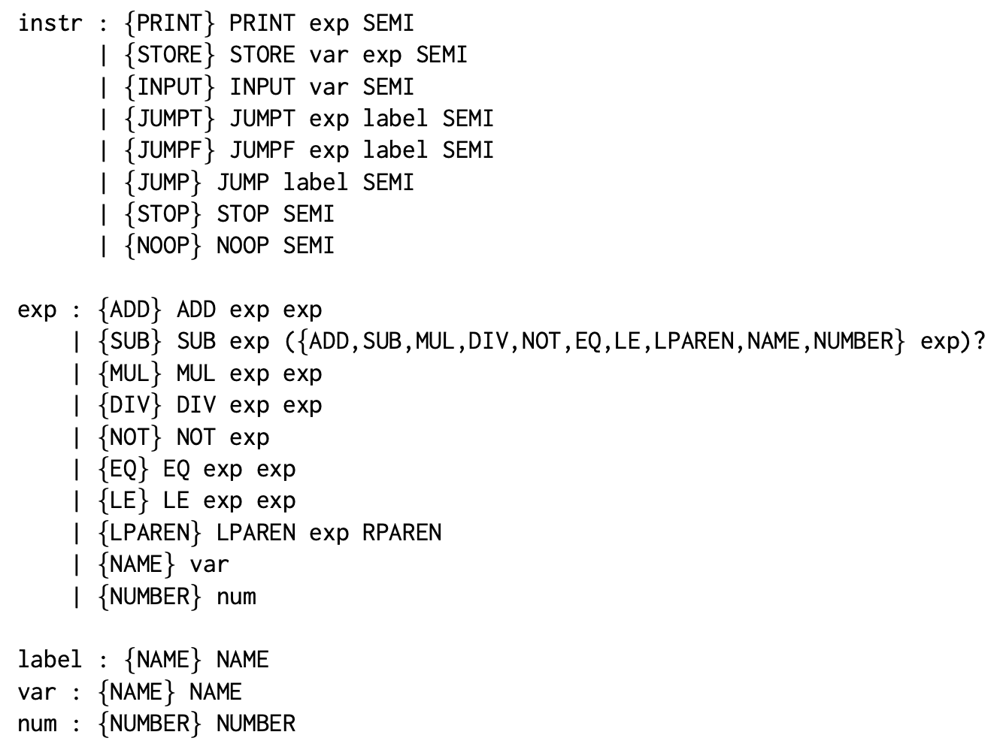 instr : {PRINT} PRINT exp SEMI
| {STORE} STORE var exp SEMI
| {INPUT} INPUT var SEMI
| {JUMPT} JUMPT exp label SEMI
| {JUMPF} JUMPF exp label SEMI
| {JUMP} JUMP label SEMI
| {STOP} STOP SEMI
| {NOOP} NOOP SEMI
exp : {ADD} ADD exp exp
| {SUB} SUB exp ({ADD,SUB,MUL,DIV,NOT,EQ,LE,LPAREN,NAME,NUMBER} exp)?
| {MUL} MUL exp exp
| {DIV} DIV exp exp
| {NOT} NOT exp
| {EQ} EQ exp exp
| {LE} LE exp exp
| {LPAREN} LPAREN exp RPAREN
| {NAME} var
| {NUMBER} num
label : {NAME} NAME
var : {NAME} NAME
num : {NUMBER} NUMBER